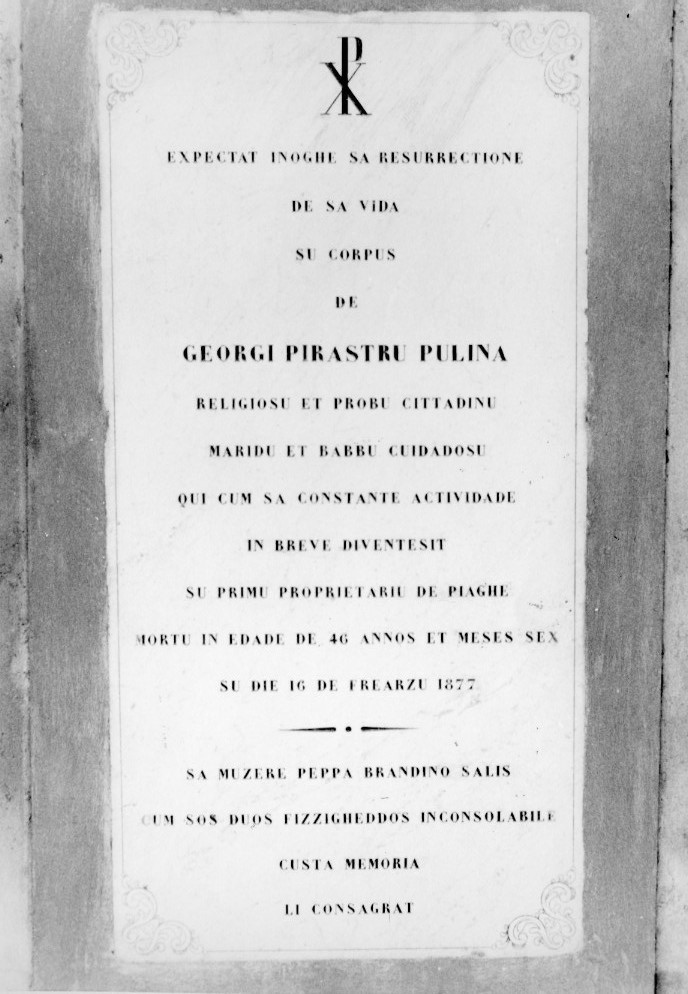 EXPECTAT INOGHE SA RESURRECTIONE
DE SA ViDA
SU CORPUS
DE
GEORGI PIRASTRU PULINA
RELIGIOSU ET PROBU CITTADINU
MARIDU ET BABBU CUIDADOSU
QUI CUM SA CONSTANTE ACTIVIDADE
IN BREVE DIVENTESIT
SU PRIMU PROPRIETARIU DE PIAGHE
MORTU IN EDADE DE 46 ANNOS ET MESES SEX
SU DIE 16 DE FREARZU 1877
SA MUZERE PEPPA BRANDINO SALIS
CUM SOS DUOS FIZZIGHEDDOS INCONSOLABILE
CUSTA MEMORIA
LI CONSAGRAT